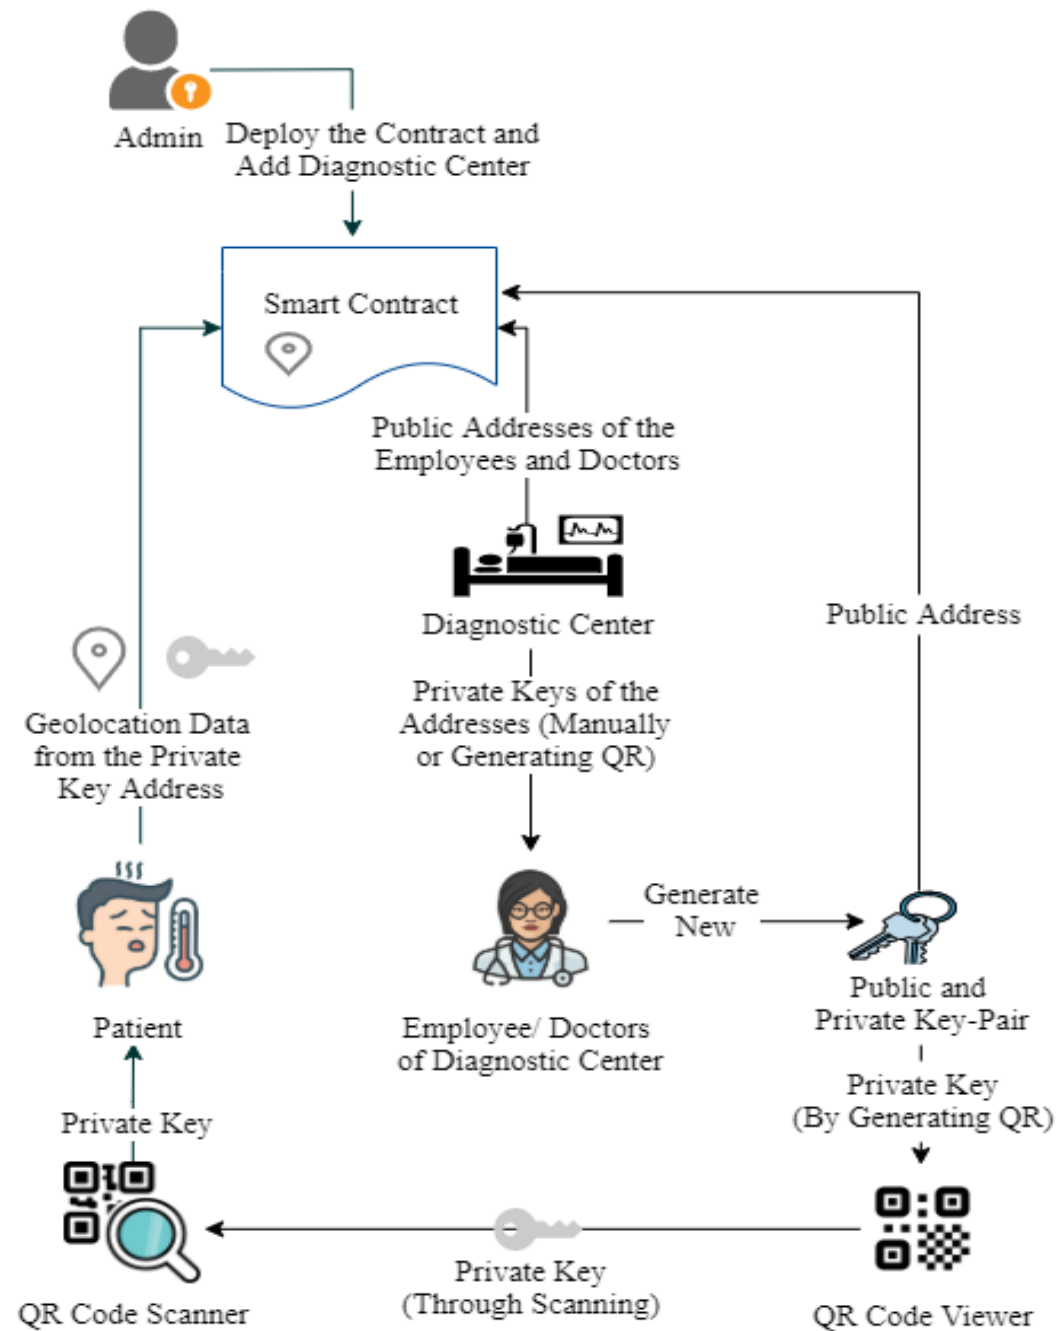 Admin
Deploy the Contract and
Add Diagnostic Center
Smart Contract
Public Addresses of the
Employees and Doctors
Public Address
Diagnostic Center
Private Keys of the
Addresses (Manually
or Generating QR)
Geolocation Data
from the Private
Key Address
Generate
New
Patient
Employee/ Doctors
of Diagnostic Center
Public and
Private Key-Pair
Private Key
(By Generating QR)
Private Key
Private Key
(Through Scanning)
QR Code Scanner
QR Code Viewer